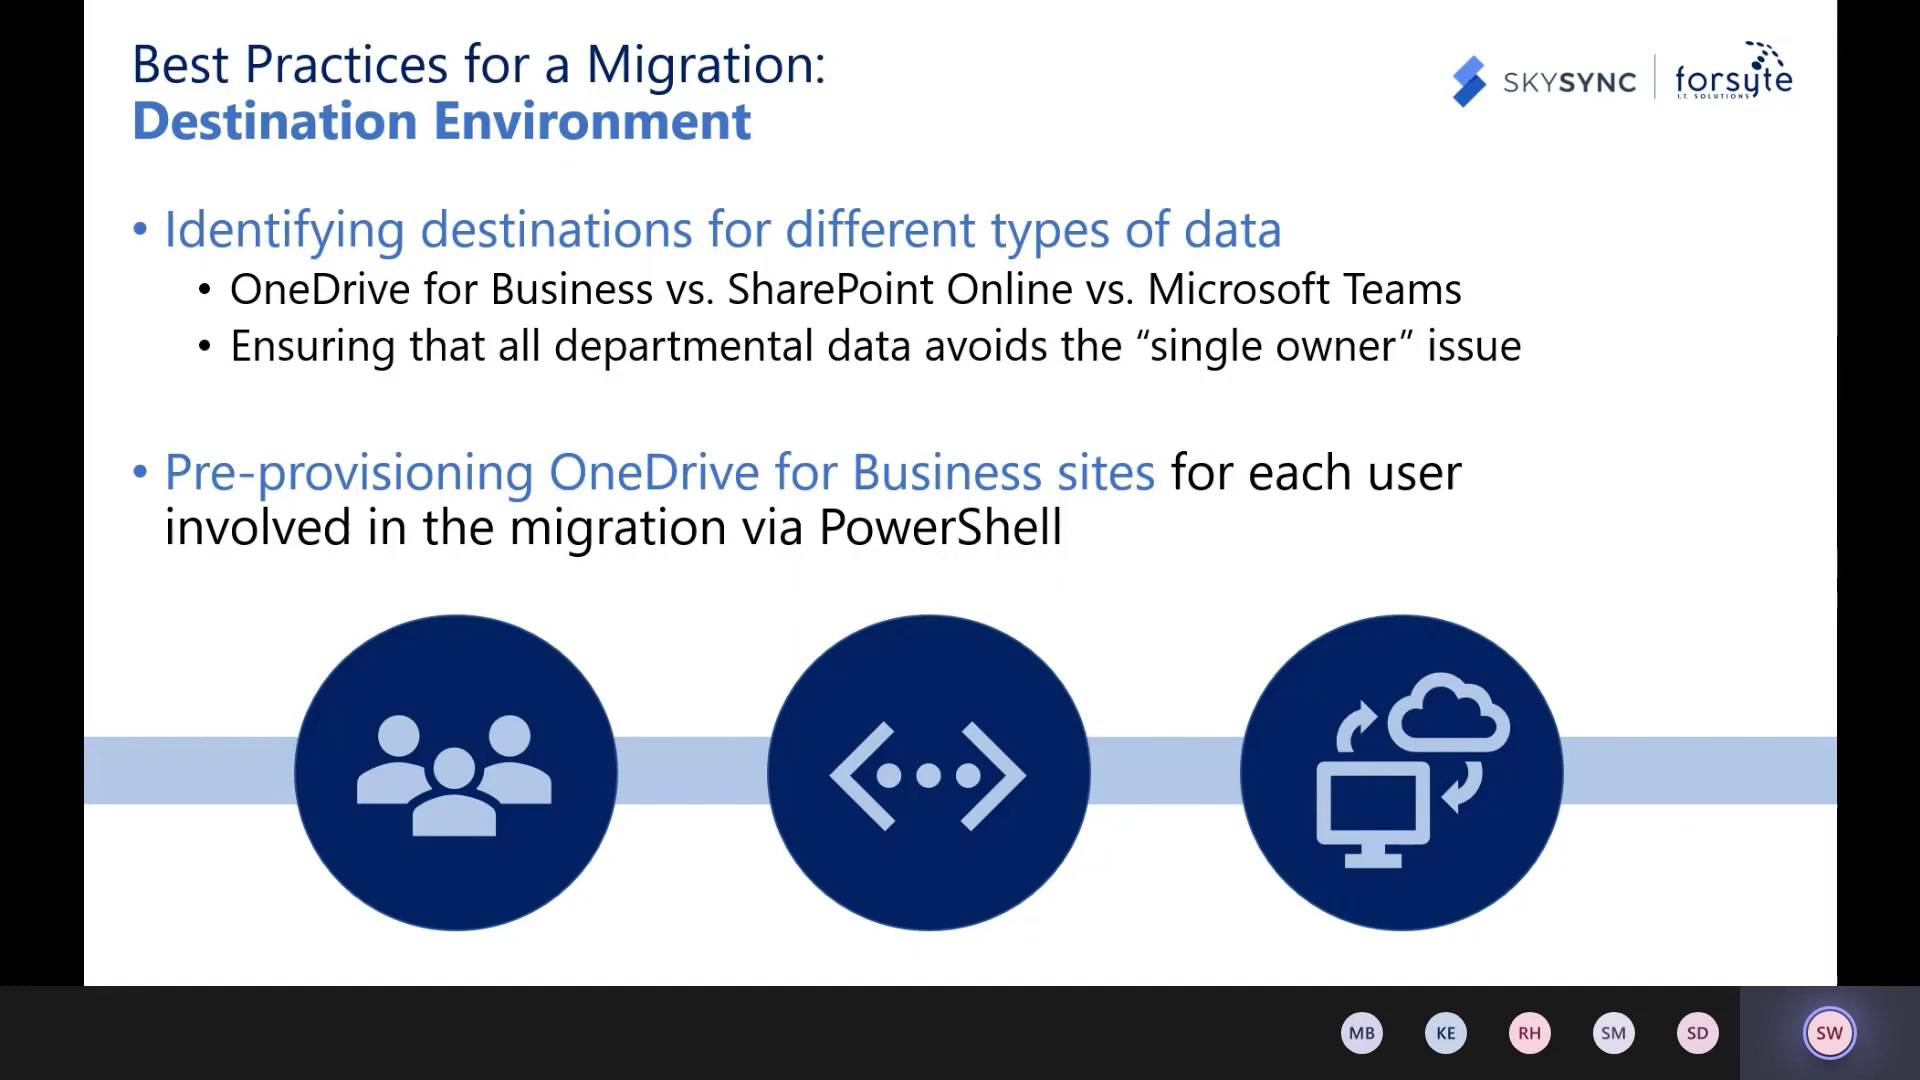 Best Practices for a Migration:
Destination Environment
SKYSYNC
forsyte
I.T. SOLUTIONS
• Identifying destinations for different types of data
• OneDrive for Business vs. SharePoint Online vs. Microsoft Teams
• Ensuring that all departmental data avoids the “single owner” issue
• Pre-provisioning OneDrive for Business sites for each user
involved in the migration via PowerShell
MB KE RH SM SD SW